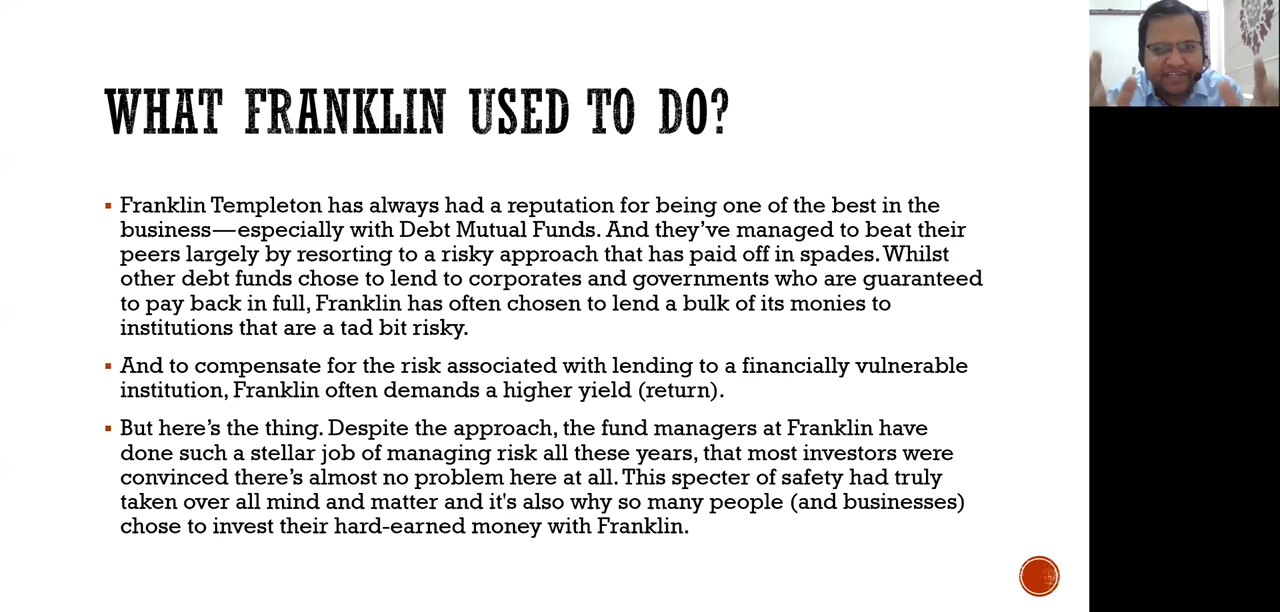 WHAT FRANKLIN USED TO DO?
Franklin Templeton has always had a reputation for being one of the best in the
business—especially with Debt Mutual Funds. And they've managed to beat their
peers largely by resorting to a risky approach that has paid off in spades. Whilst
other debt funds chose to lend to corporates and governments who are guaranteed
to pay back in full, Franklin has often chosen to lend a bulk of its monies to
institutions that are a tad bit risky.
And to compensate for the risk associated with lending to a financially vulnerable
institution, Franklin often demands a higher yield (return).
But here's the thing. Despite the approach, the fund managers at Franklin have
done such a stellar job of managing risk all these years, that most investors were
convinced there's almost no problem here at all. This specter of safety had truly
taken over all mind and matter and it's also why so many people (and businesses)
chose to invest their hard-earned money with Franklin.